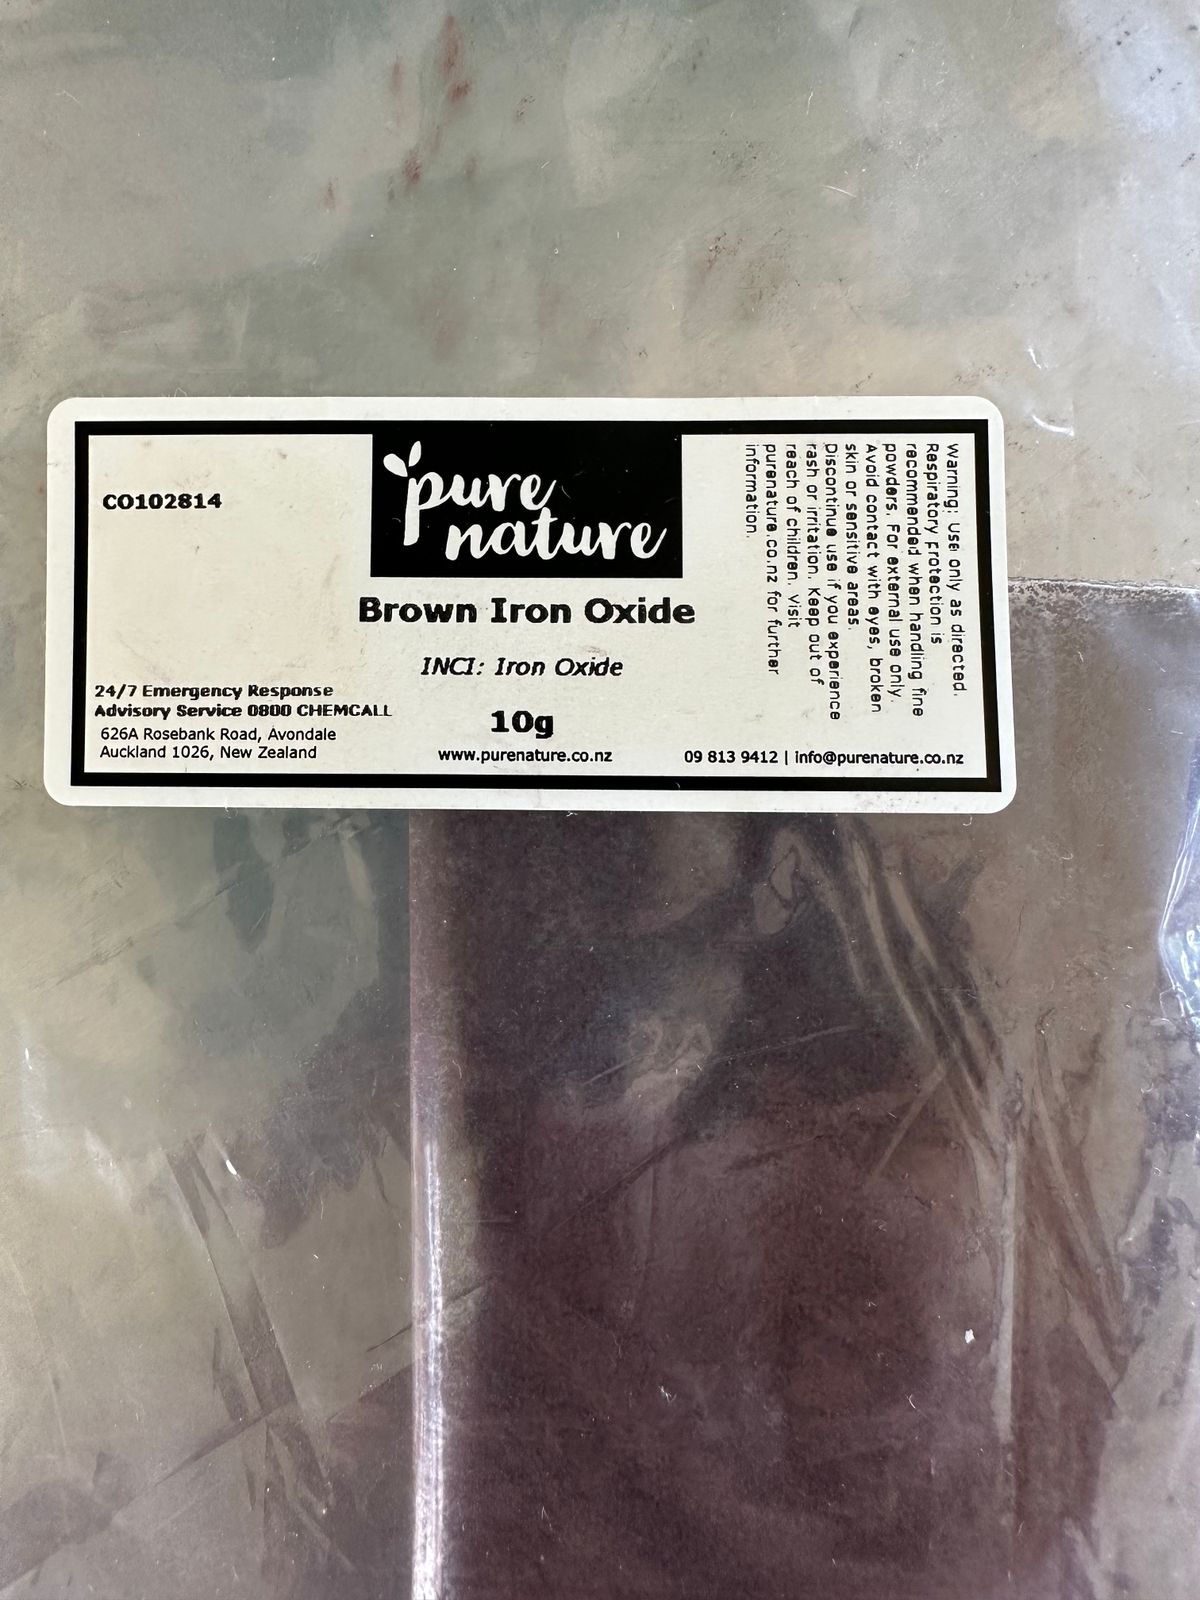 CO102814
pure
nature
Brown Iron Oxide
INCI: Iron Oxide
10g
www.purenature.co.nz
24/7 Emergency Response
Advisory Service 0800 CHEMCALL
626A Rosebank Road, Avondale
Auckland 1026, New Zealand
09 813 9412 | info@purenature.co.nz
Warning: Use only as directed.
Respiratory Protection is
recommended when handling fine
powders. For external use only.
Avoid contact with eyes, broken
skin or sensitive areas.
Discontinue use if you experience
rash or irritation. Keep out of
reach of children. Visit
purenature.co.nz for further
information.